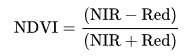 NDVI = (NIR − Red) / (NIR + Red)